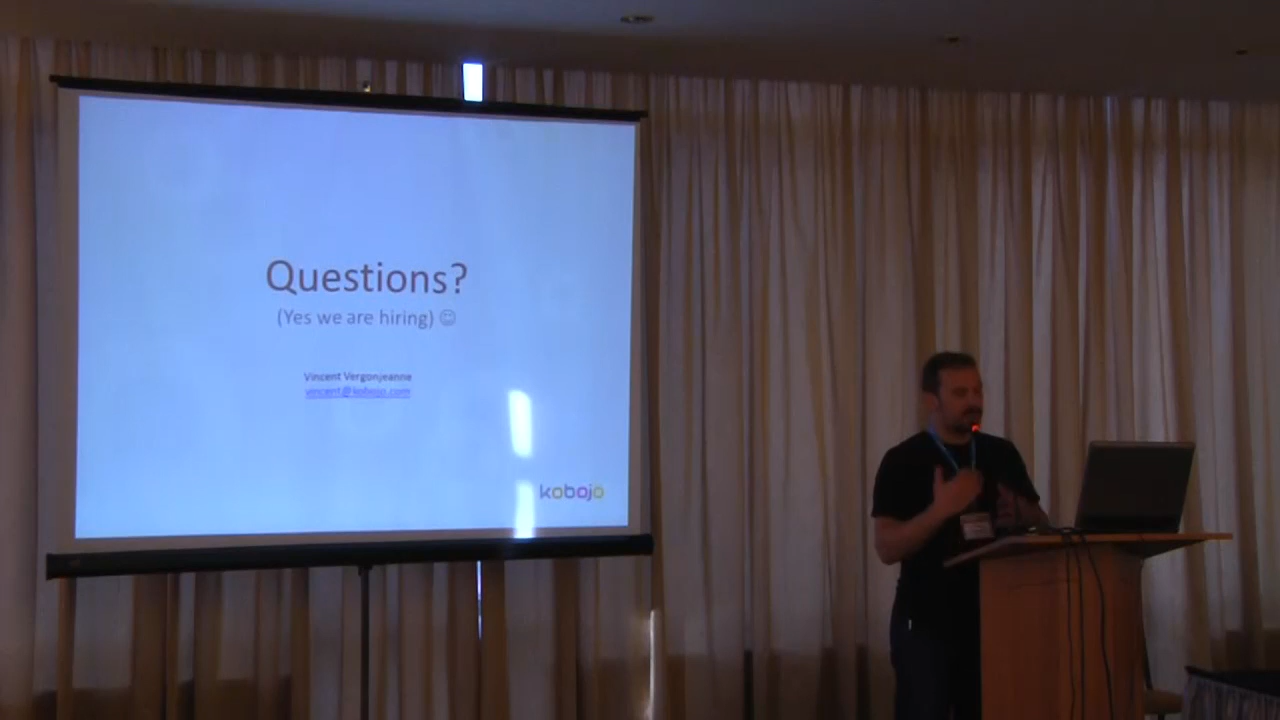 Questions?
(Yes we are hiring) ☺
Vincent Vergonjeanne
vincent@kobojo.com
kobojo